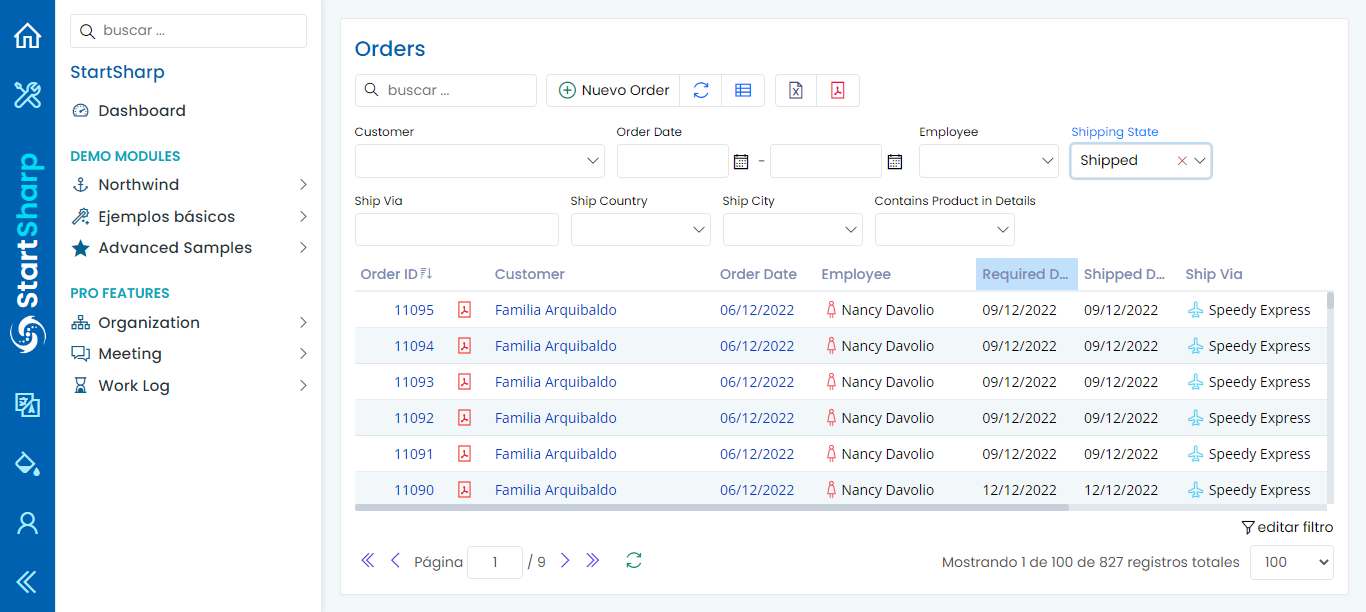 buscar ...
StartSharp
Dashboard
DEMO MODULES
Northwind
Ejemplos básicos
Advanced Samples
PRO FEATURES
Organization
Meeting
Work Log
StartSharp
Orders
buscar ...
Nuevo Order
Customer Order Date Employee Shipping State
- Shipped
Ship Via Ship Country Ship City Contains Product in Details
Order ID Customer Order Date Employee Required D... Shipped D... Ship Via
11095 Familia Arquibaldo 06/12/2022 Nancy Davolio 09/12/2022 09/12/2022 Speedy Express
11094 Familia Arquibaldo 06/12/2022 Nancy Davolio 09/12/2022 09/12/2022 Speedy Express
11093 Familia Arquibaldo 06/12/2022 Nancy Davolio 09/12/2022 09/12/2022 Speedy Express
11092 Familia Arquibaldo 06/12/2022 Nancy Davolio 09/12/2022 09/12/2022 Speedy Express
11091 Familia Arquibaldo 06/12/2022 Nancy Davolio 09/12/2022 09/12/2022 Speedy Express
11090 Familia Arquibaldo 06/12/2022 Nancy Davolio 12/12/2022 12/12/2022 Speedy Express
editar filtro
Página 1 / 9 Mostrando 1 de 100 de 827 registros totales 100